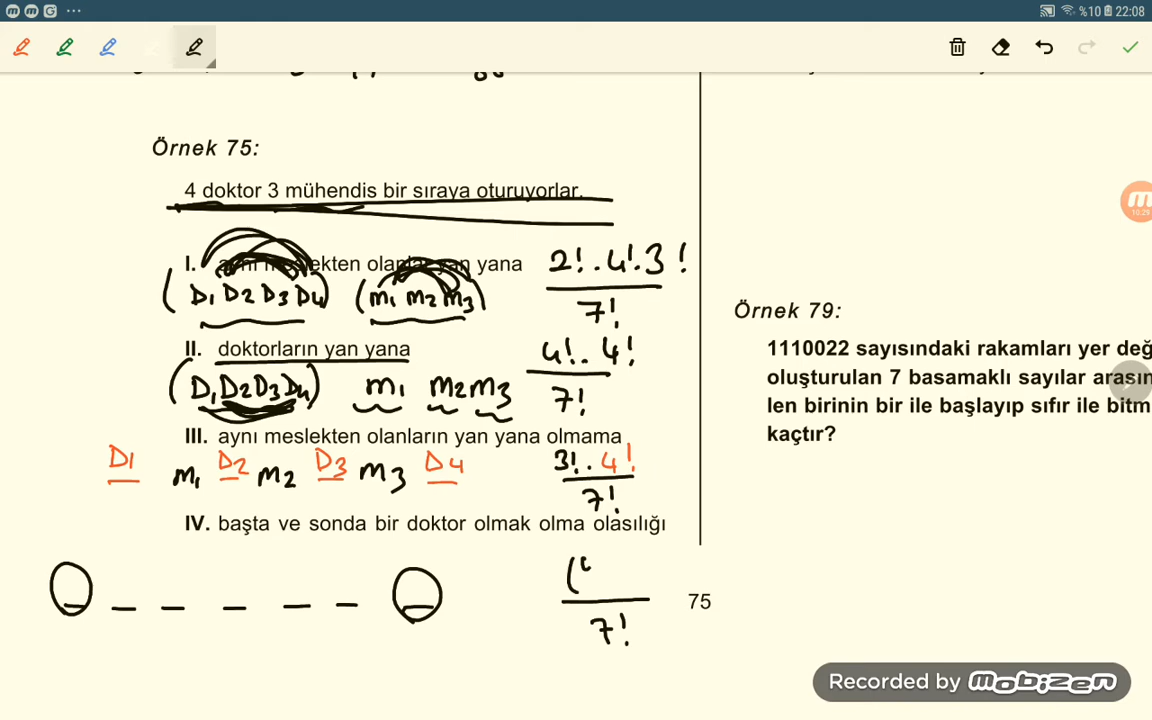 %10 22:08
Örnek 75:
4 doktor 3 mühendis bir sıraya oturuyorlar.
I. aynı meslekten olanlar yan yana
2! . 4! . 3!
7!
(D1 D2 D3 D4) (m1 m2 m3)
II. doktorların yan yana
4! . 4!
7!
(D1 D2 D3 D4) m1 m2 m3
III. aynı meslekten olanların yan yana olmama
D1 m1 D2 m2 D3 m3 D4
3! . 4!
7!
IV. başta ve sonda bir doktor olmak olma olasılığı
(
7!
75
Örnek 79:
1110022 sayısındaki rakamları yer değ
oluşturulan 7 basamaklı sayılar arasın
len birinin bir ile başlayıp sıfır ile bitm
kaçtır?
10:29
Recorded by mobizen